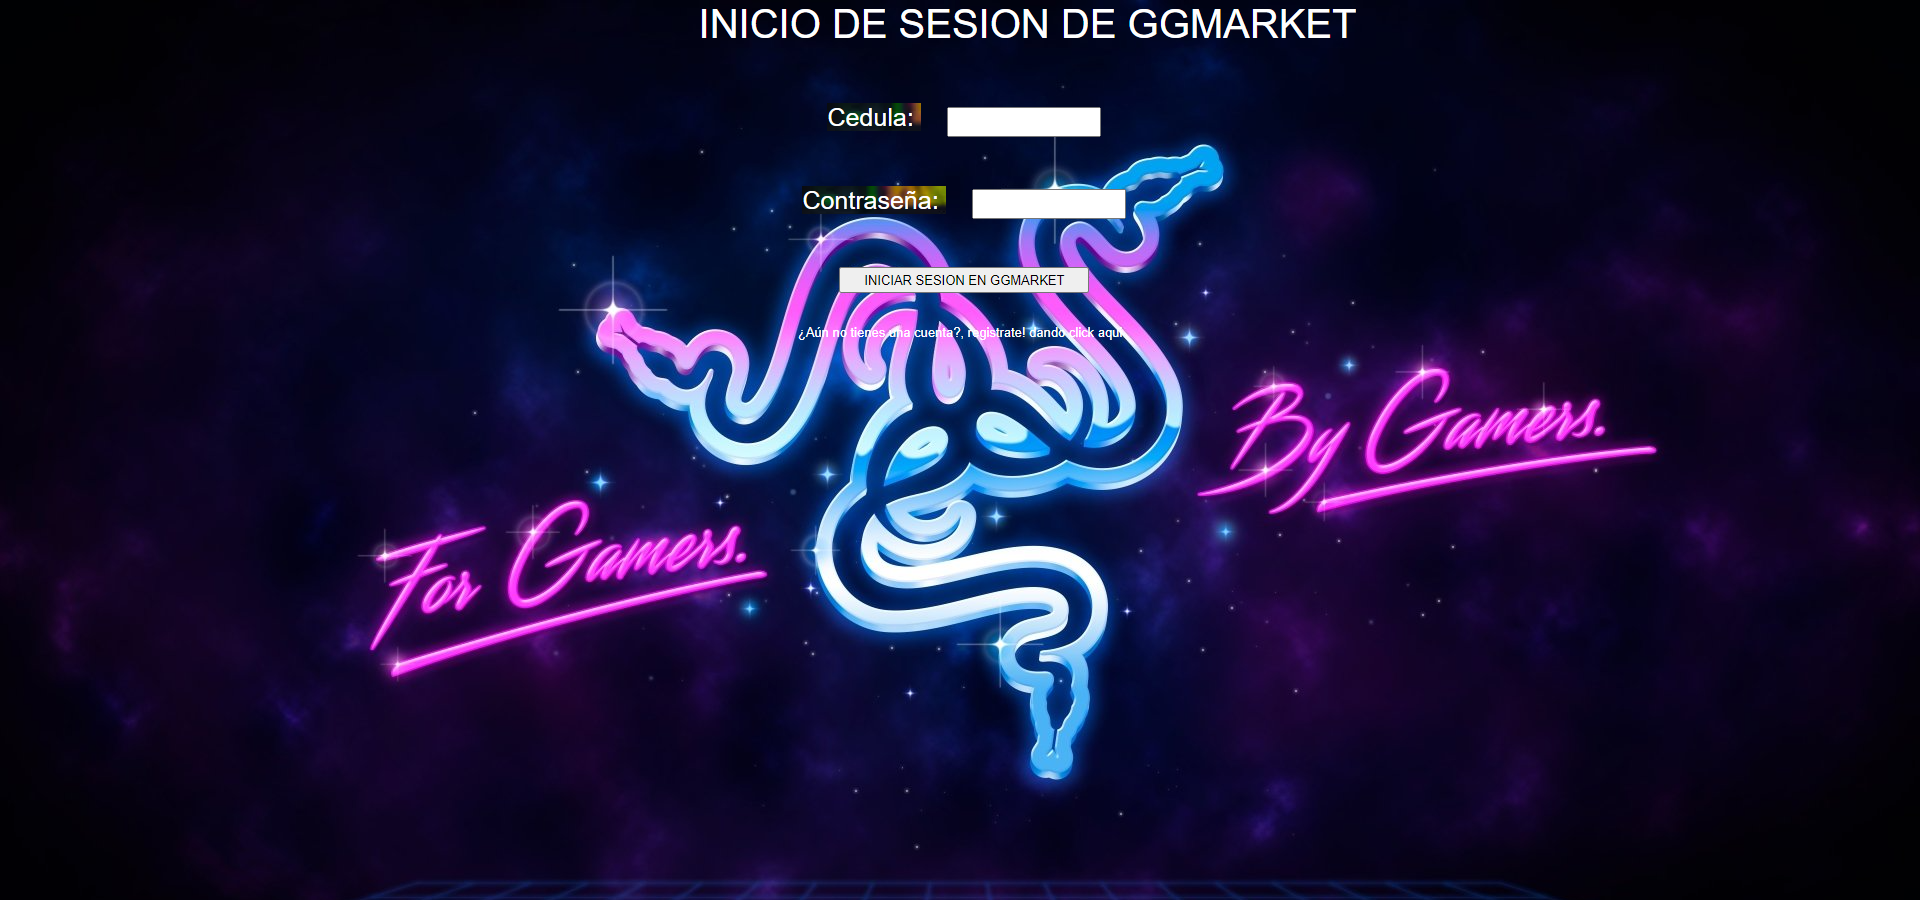 INICIO DE SESION DE GGMARKET
Cedula:
Contraseña:
INICIAR SESION EN GGMARKET
¿Aún no tienes una cuenta?, registrate! dando click aquí.
By Gamers.
For Gamers.